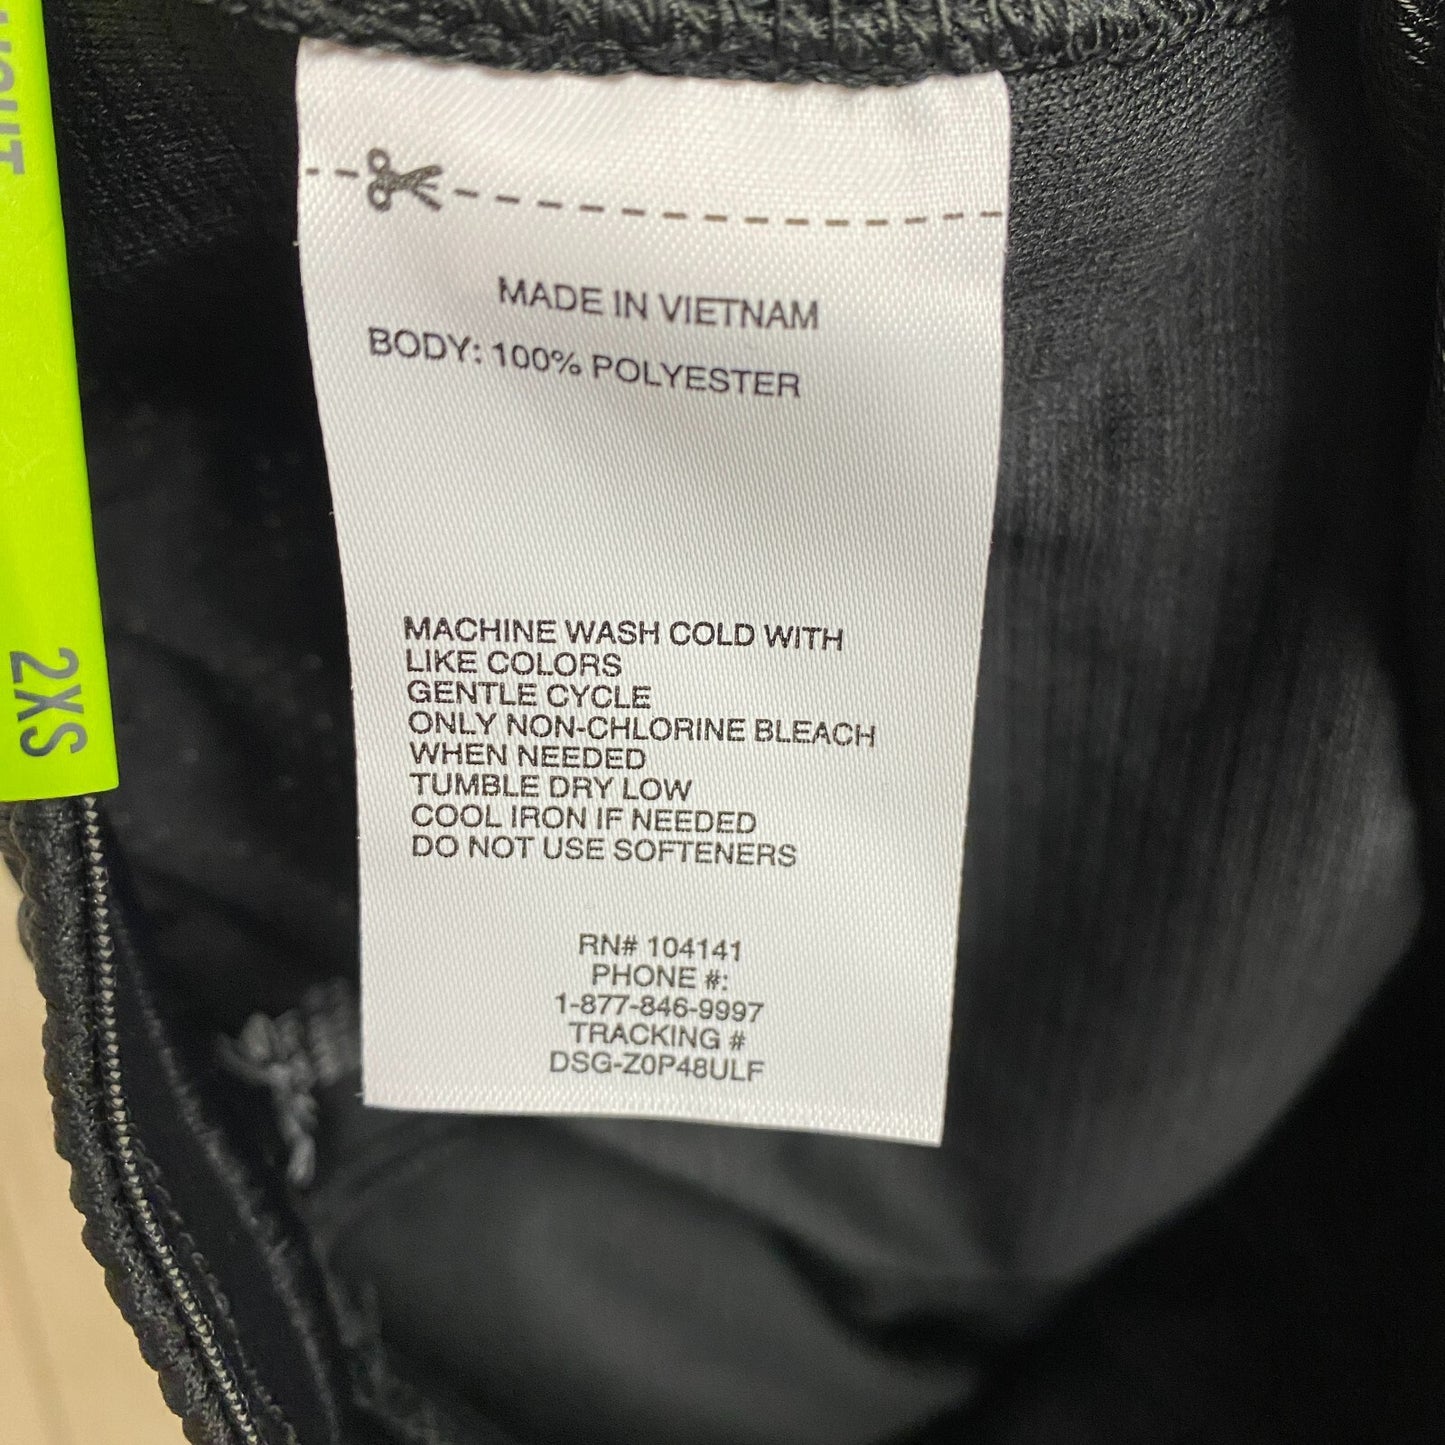 MADE IN VIETNAM
BODY: 100% POLYESTER
MACHINE WASH COLD WITH
LIKE COLORS
GENTLE CYCLE
ONLY NON-CHLORINE BLEACH
WHEN NEEDED
TUMBLE DRY LOW
COOL IRON IF NEEDED
DO NOT USE SOFTENERS
RN# 104141
PHONE #:
1-877-846-9997
TRACKING #
DSG-Z0P48ULF
2XS